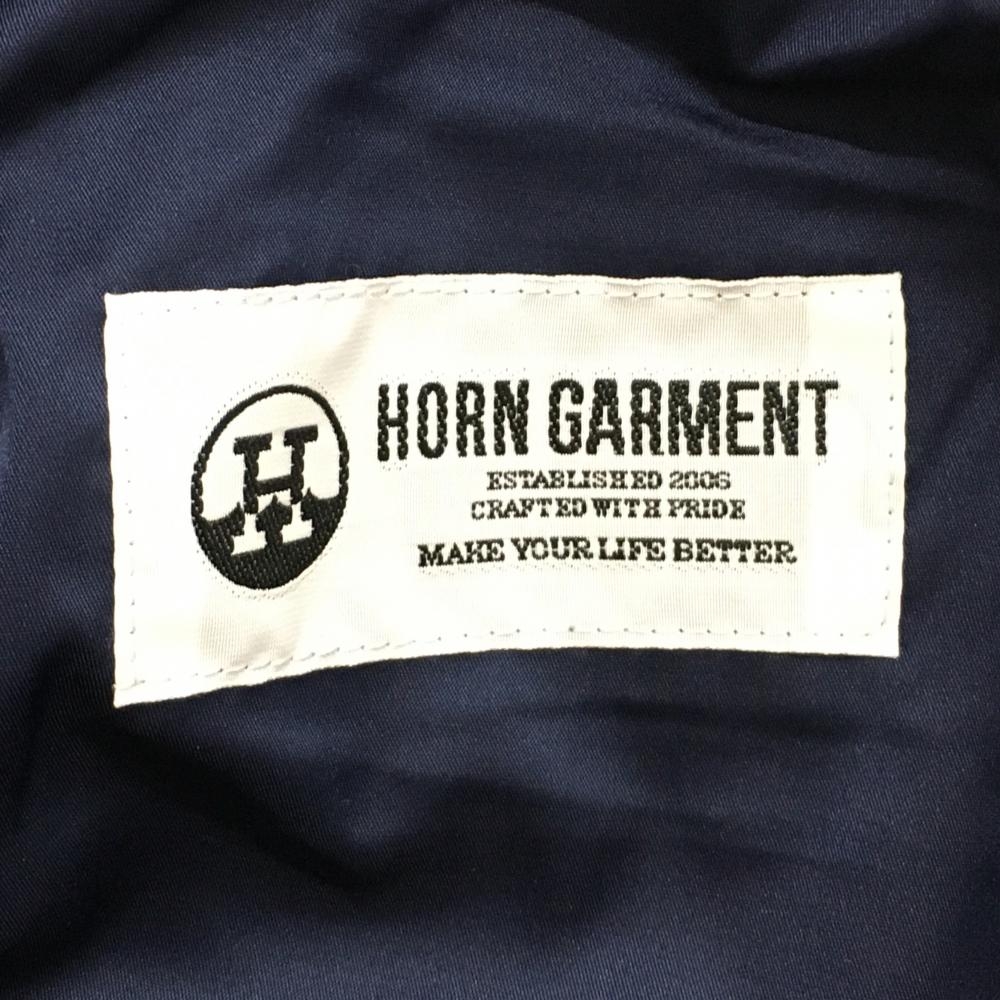 H
HORN GARMENT
ESTABLISHED 2006
CRAFTED WITH PRIDE
MAKE YOUR LIFE BETTER